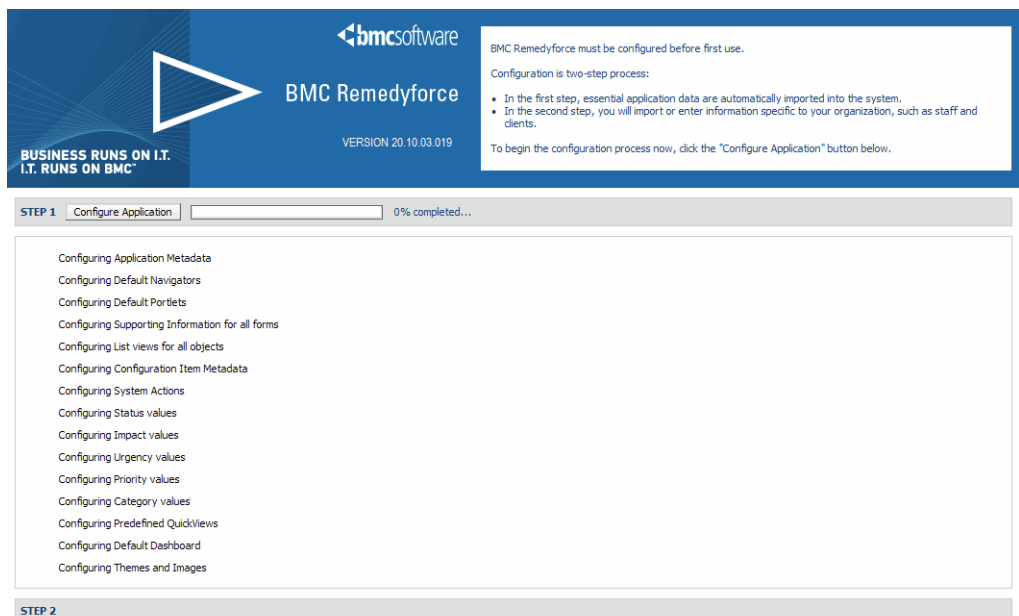 bmcsoftware
BMC Remedyforce
VERSION 20.10.03.019
BUSINESS RUNS ON I.T.
I.T. RUNS ON BMC™
BMC Remedyforce must be configured before first use.
Configuration is two-step process:
• In the first step, essential application data are automatically imported into the system.
• In the second step, you will import or enter information specific to your organization, such as staff and
clients.
To begin the configuration process now, click the "Configure Application" button below.
STEP 1 Configure Application 0% completed...
Configuring Application Metadata
Configuring Default Navigators
Configuring Default Portlets
Configuring Supporting Information for all forms
Configuring List views for all objects
Configuring Configuration Item Metadata
Configuring System Actions
Configuring Status values
Configuring Impact values
Configuring Urgency values
Configuring Priority values
Configuring Category values
Configuring Predefined QuickViews
Configuring Default Dashboard
Configuring Themes and Images
STEP 2